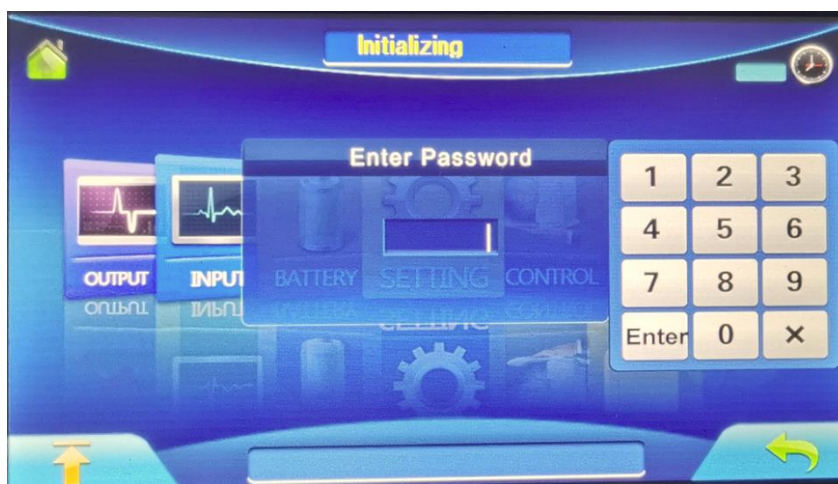 Initializing
Enter Password
1 2 3
4 5 6
7 8 9
Enter 0 ×
OUTPUT INPUT BATTERY SETTING CONTROL